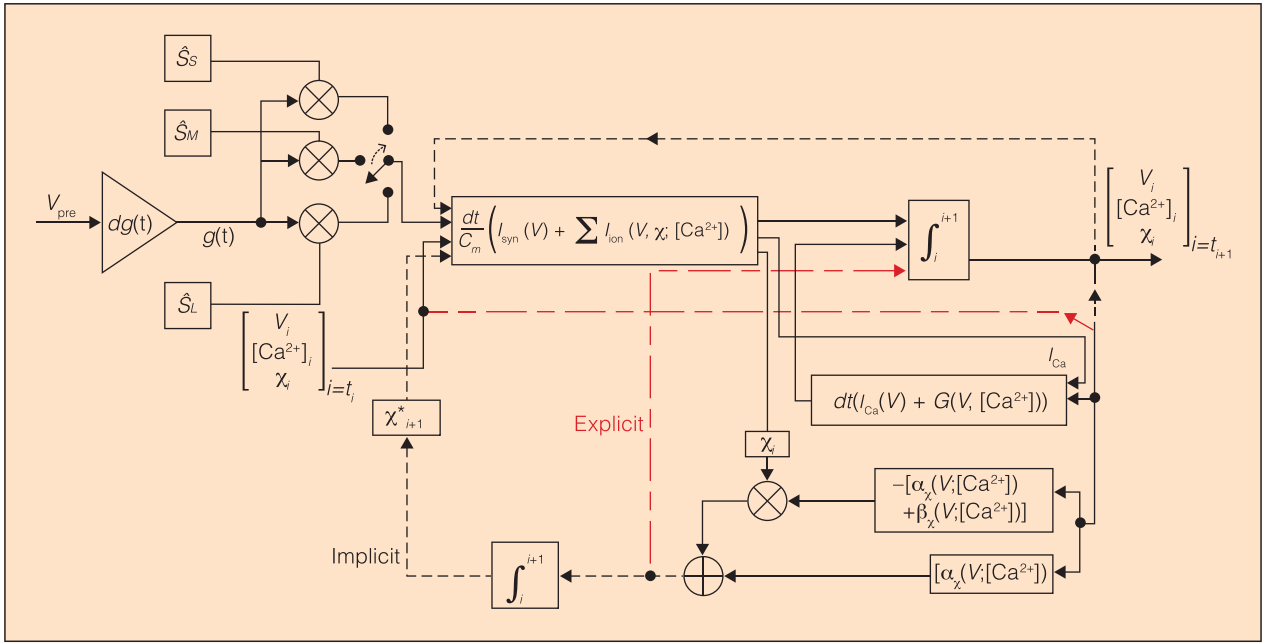 Ŝ_S
Ŝ_M
V_pre
dg(t)
g(t)
Ŝ_L
V_i
[Ca²⁺]_i
χ_i
i=t_i
dt/C_m (I_syn (V) + ∑ I_ion (V, χ; [Ca²⁺]))
∫_i^{i+1}
V_i
[Ca²⁺]_i
χ_i
i=t_{i+1}
I_Ca
dt(I_Ca(V) + G(V, [Ca²⁺]))
χ*_{i+1}
Explicit
χ_i
−[α_χ(V;[Ca²⁺])
+β_χ(V;[Ca²⁺])]
Implicit
∫_i^{i+1}
[α_χ(V;[Ca²⁺])